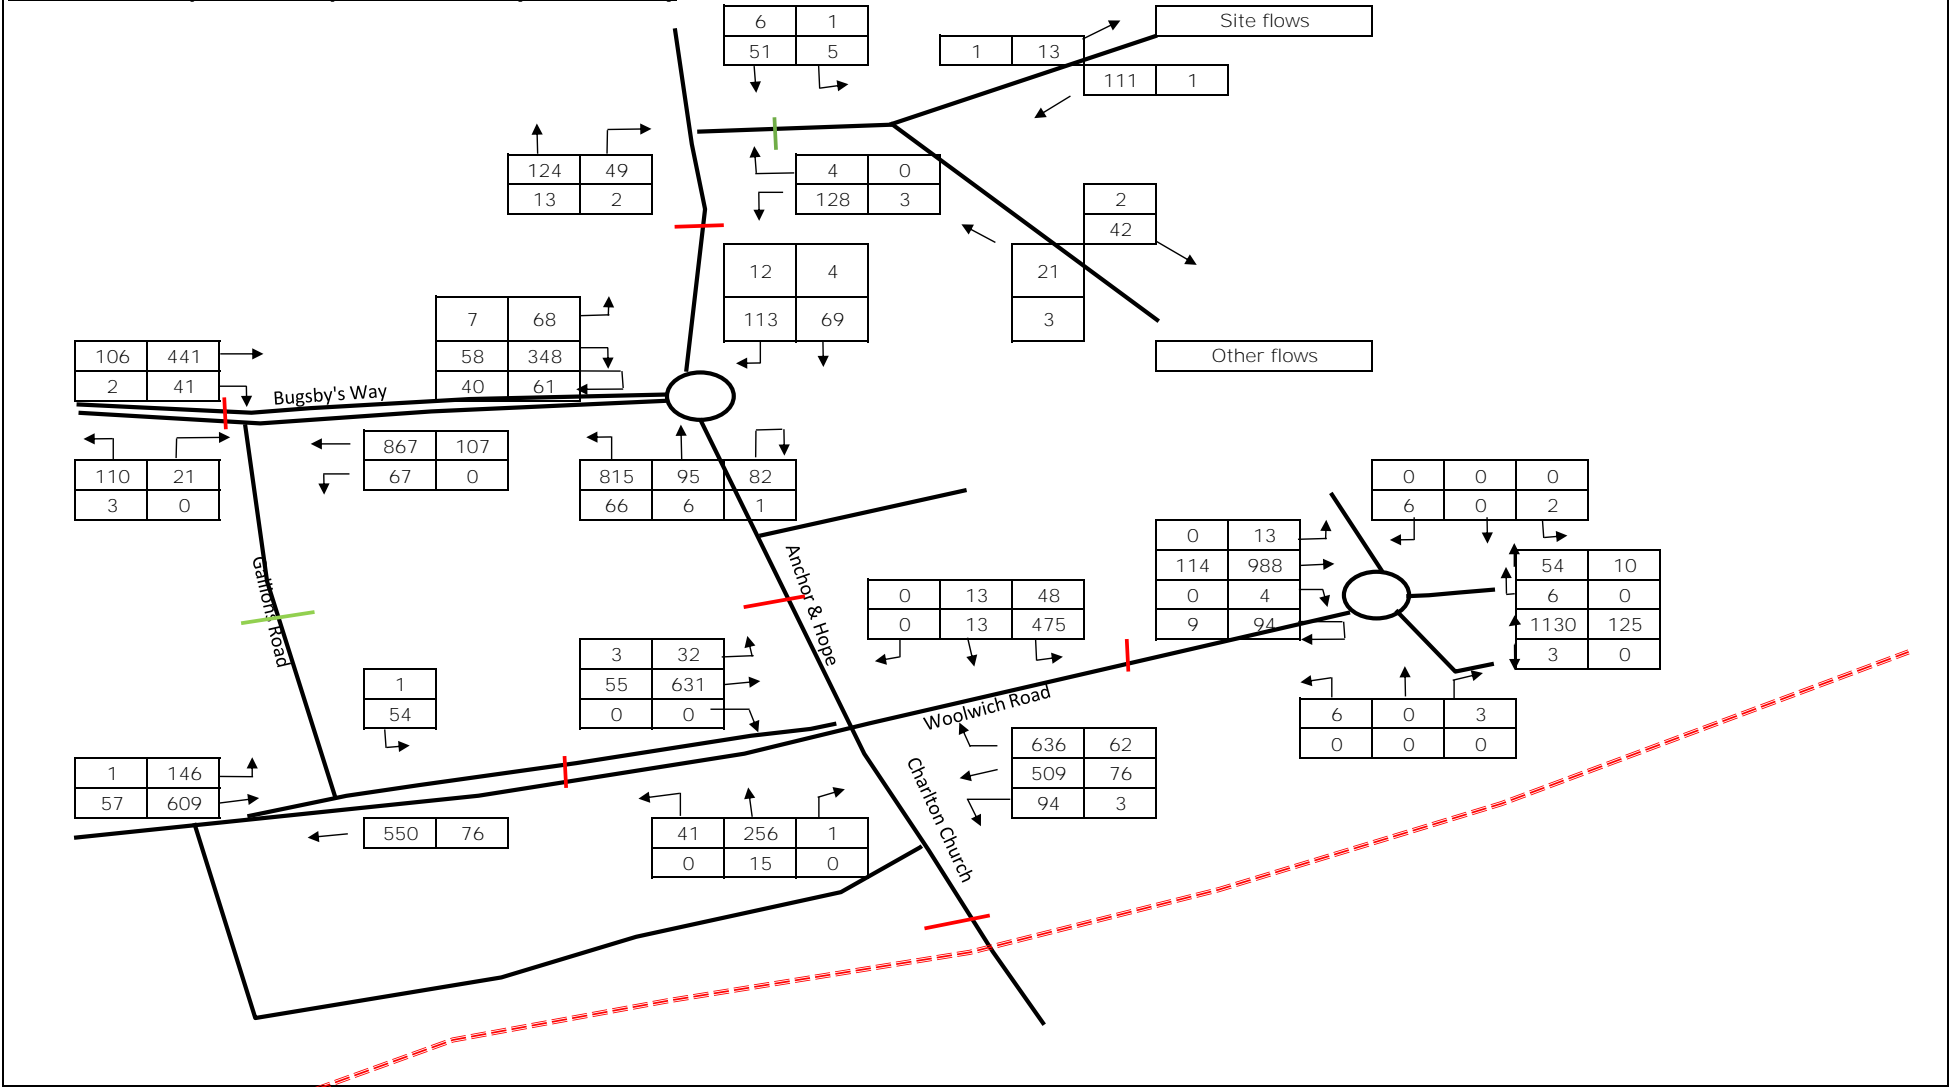 6 1
51 5
Site flows
1 13
111 1
124 49
13 2
4 0
128 3
2
42
12 4
113 69
21
3
7 68
58 348
40 61
106 441
2 41
Other flows
Bugsby's Way
867 107
67 0
110 21
3 0
815 95 82
66 6 1
0 0 0
6 0 2
0 13
114 988
0 4
9 94
54 10
6 0
1130 125
3 0
Gallions Road
Anchor & Hope
0 13 48
0 13 475
3 32
55 631
0 0
1
54
Woolwich Road
6 0 3
0 0 0
636 62
509 76
94 3
Charlton Church
1 146
57 609
550 76
41 256 1
0 15 0